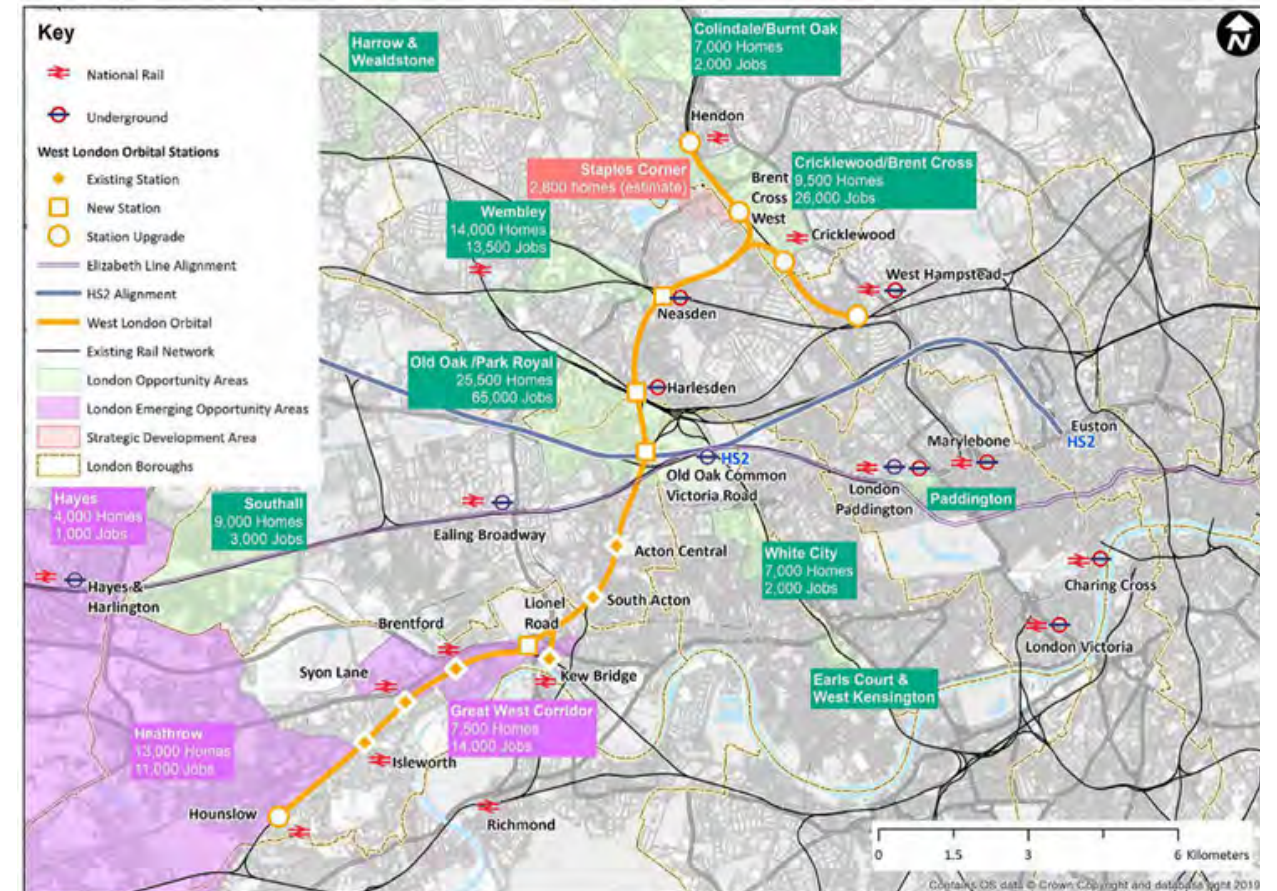 Key
National Rail
Underground
West London Orbital Stations
Existing Station
New Station
Station Upgrade
Elizabeth Line Alignment
HS2 Alignment
West London Orbital
Existing Rail Network
London Opportunity Areas
London Emerging Opportunity Areas
Strategic Development Area
London Boroughs
N
Harrow &
Wealdstone
Colindale/Burnt Oak
7,000 Homes
2,000 Jobs
Hendon
Staples Corner
2,800 homes (estimate)
Brent
Cross
West
Cricklewood/Brent Cross
9,500 Homes
26,000 Jobs
Wembley
14,000 Homes
13,500 Jobs
Cricklewood
West Hampstead
Neasden
Old Oak /Park Royal
25,500 Homes
65,000 Jobs
Harlesden
Euston
HS2
Marylebone
HS2
Old Oak Common
Victoria Road
London
Paddington
Paddington
Hayes
4,000 Homes
1,000 Jobs
Southall
9,000 Homes
3,000 Jobs
Ealing Broadway
Acton Central
White City
7,000 Homes
2,000 Jobs
Charing Cross
Hayes &
Harlington
South Acton
Lionel
Road
Brentford
London Victoria
Syon Lane
Kew Bridge
Earls Court &
West Kensington
Great West Corridor
7,500 Homes
14,000 Jobs
Heathrow
13,000 Homes
11,000 Jobs
Isleworth
Hounslow
Richmond
0 1.5 3 6 Kilometers
Contains OS data © Crown Copyright and database right 2019